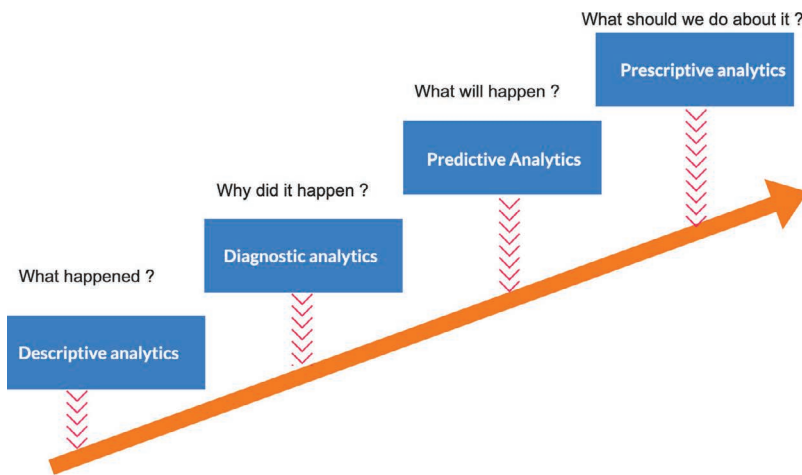 What should we do about it ?
Prescriptive analytics
What will happen ?
Predictive Analytics
Why did it happen ?
Diagnostic analytics
What happened ?
Descriptive analytics